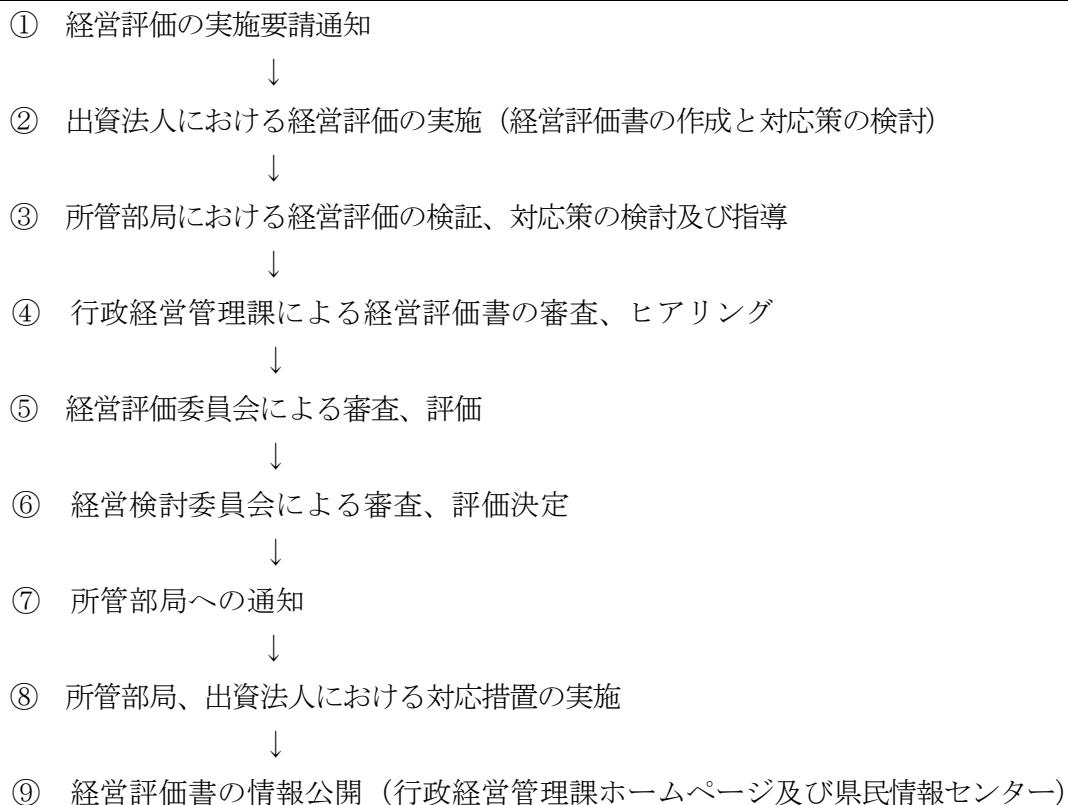 ① 経営評価の実施要請通知
↓
② 出資法人における経営評価の実施（経営評価書の作成と対応策の検討）
↓
③ 所管部局における経営評価の検証、対応策の検討及び指導
↓
④ 行政経営管理課による経営評価書の審査、ヒアリング
↓
⑤ 経営評価委員会による審査、評価
↓
⑥ 経営検討委員会による審査、評価決定
↓
⑦ 所管部局への通知
↓
⑧ 所管部局、出資法人における対応措置の実施
↓
⑨ 経営評価書の情報公開（行政経営管理課ホームページ及び県民情報センター）